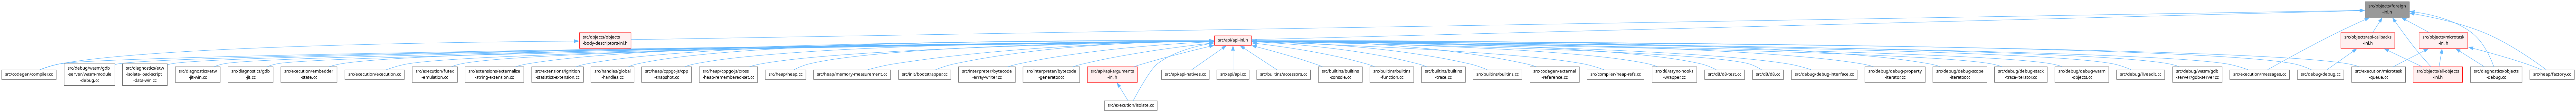 src/objects/foreign
-inl.h
src/objects/objects
-body-descriptors-inl.h
src/api/api-inl.h
src/objects/api-callbacks
-inl.h
src/objects/microtask
-inl.h
src/codegen/compiler.cc
src/debug/wasm/gdb
-server/wasm-module
-debug.cc
src/diagnostics/etw
-isolate-load-script
-data-win.cc
src/diagnostics/etw
-jit-win.cc
src/diagnostics/gdb
-jit.cc
src/execution/embedder
-state.cc
src/execution/execution.cc
src/execution/futex
-emulation.cc
src/extensions/externalize
-string-extension.cc
src/extensions/ignition
-statistics-extension.cc
src/handles/global
-handles.cc
src/heap/cppgc-js/cpp
-snapshot.cc
src/heap/cppgc-js/cross
-heap-remembered-set.cc
src/heap/heap.cc
src/heap/memory-measurement.cc
src/init/bootstrapper.cc
src/interpreter/bytecode
-array-writer.cc
src/interpreter/bytecode
-generator.cc
src/api/api-arguments
-inl.h
src/api/api-natives.cc
src/api/api.cc
src/builtins/accessors.cc
src/builtins/builtins
-console.cc
src/builtins/builtins
-function.cc
src/builtins/builtins
-trace.cc
src/builtins/builtins.cc
src/codegen/external
-reference.cc
src/compiler/heap-refs.cc
src/d8/async-hooks
-wrapper.cc
src/d8/d8-test.cc
src/d8/d8.cc
src/debug/debug-interface.cc
src/debug/debug-property
-iterator.cc
src/debug/debug-scope
-iterator.cc
src/debug/debug-stack
-trace-iterator.cc
src/debug/debug-wasm
-objects.cc
src/debug/liveedit.cc
src/debug/wasm/gdb
-server/gdb-server.cc
src/execution/messages.cc
src/debug/debug.cc
src/execution/microtask
-queue.cc
src/objects/all-objects
-inl.h
src/diagnostics/objects
-debug.cc
src/heap/factory.cc
src/execution/isolate.cc